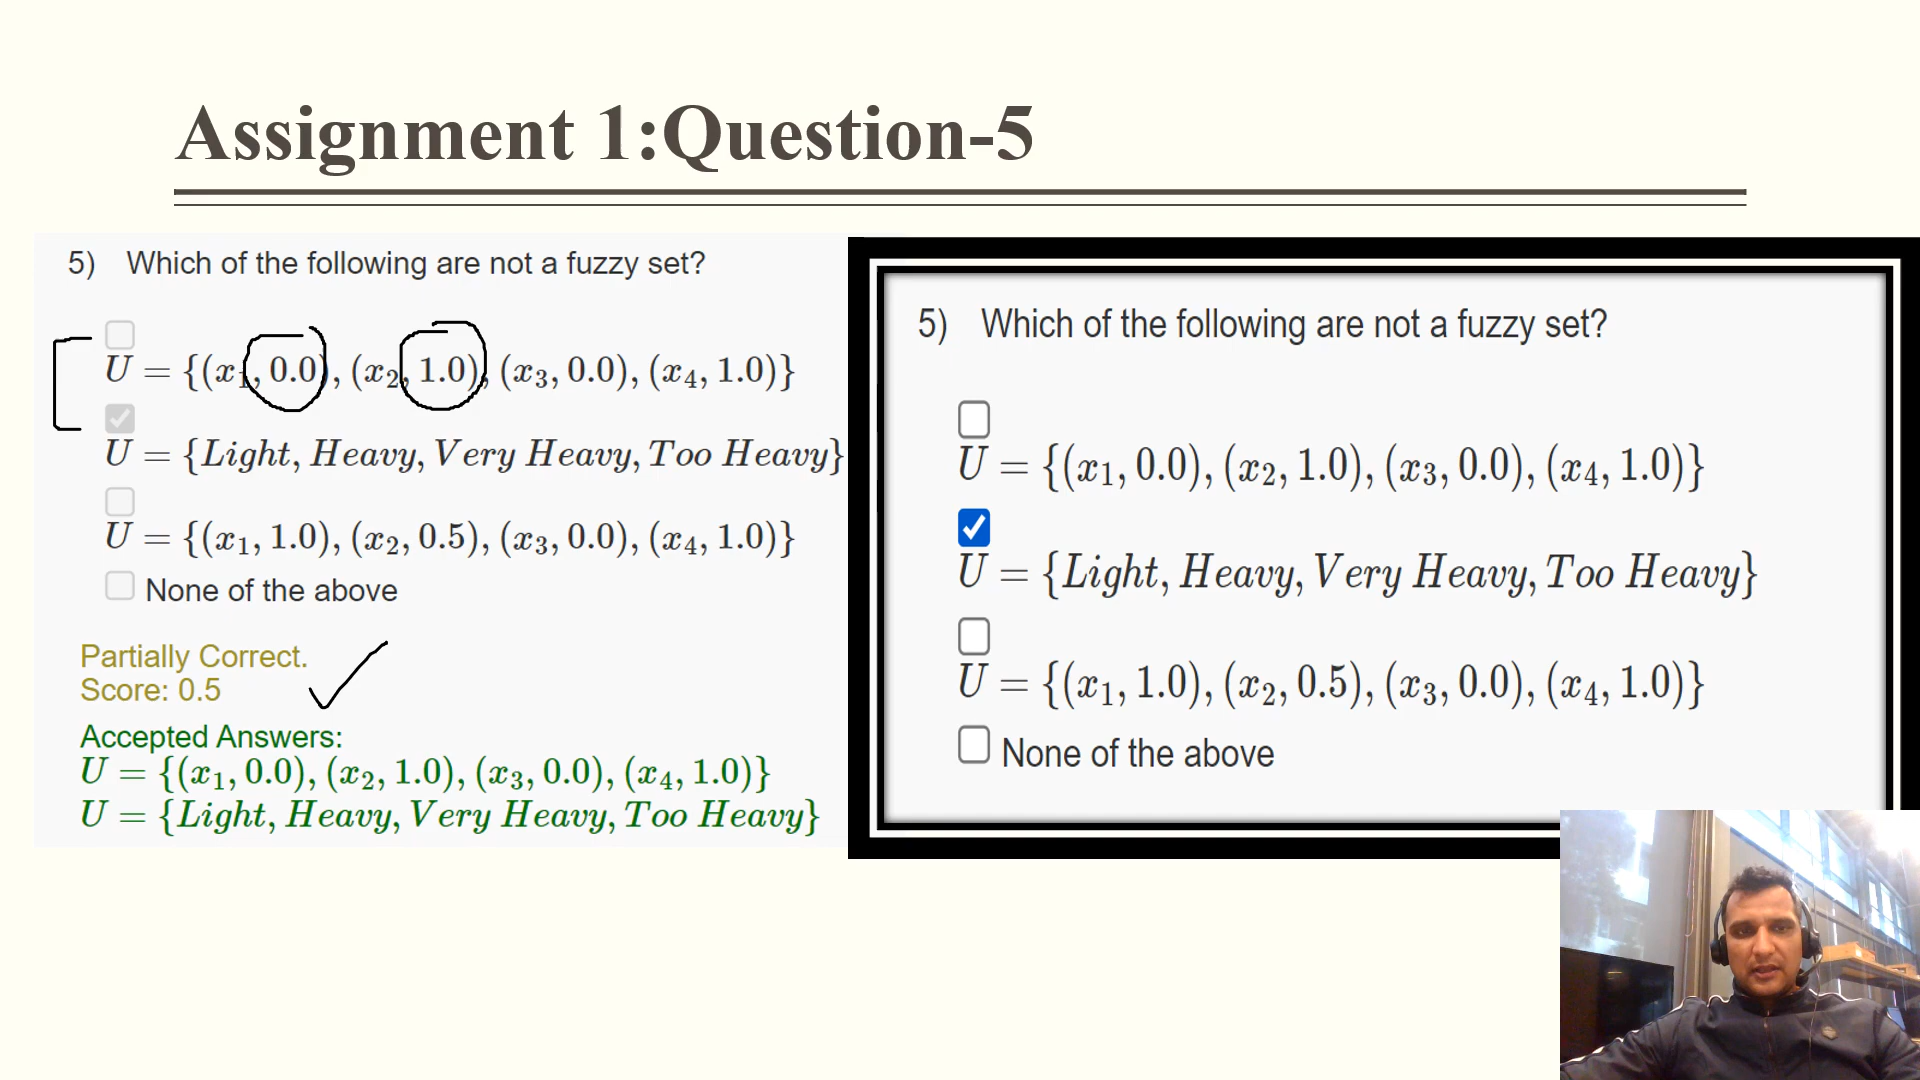 Assignment 1:Question-5
5) Which of the following are not a fuzzy set?
U = {(x₁, 0.0), (x₂, 1.0), (x₃, 0.0), (x₄, 1.0)}
U = {Light, Heavy, Very Heavy, Too Heavy}
U = {(x₁, 1.0), (x₂, 0.5), (x₃, 0.0), (x₄, 1.0)}
None of the above
Partially Correct.
Score: 0.5
Accepted Answers:
U = {(x₁, 0.0), (x₂, 1.0), (x₃, 0.0), (x₄, 1.0)}
U = {Light, Heavy, Very Heavy, Too Heavy}
5) Which of the following are not a fuzzy set?
U = {(x₁, 0.0), (x₂, 1.0), (x₃, 0.0), (x₄, 1.0)}
U = {Light, Heavy, Very Heavy, Too Heavy}
U = {(x₁, 1.0), (x₂, 0.5), (x₃, 0.0), (x₄, 1.0)}
None of the above